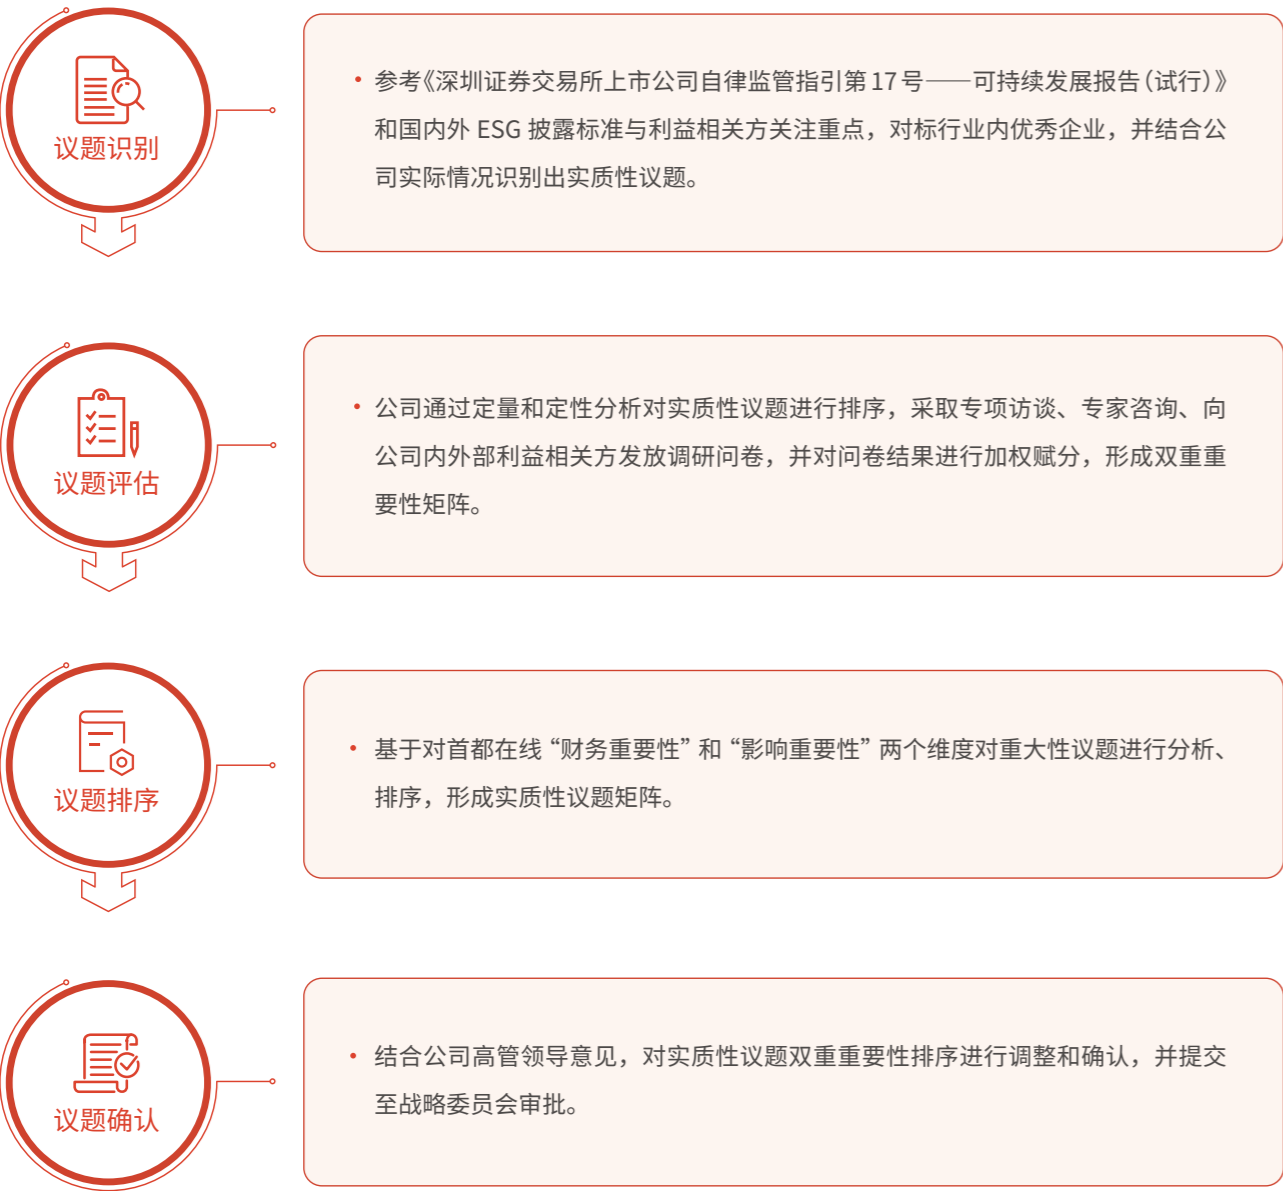 议题识别
• 参考《深圳证券交易所上市公司自律监管指引第 17 号——可持续发展报告（试行）》
和国内外 ESG 披露标准与利益相关方关注重点，对标行业内优秀企业，并结合公
司实际情况识别出实质性议题。
议题评估
• 公司通过定量和定性分析对实质性议题进行排序，采取专项访谈、专家咨询、向
公司内外部利益相关方发放调研问卷，并对问卷结果进行加权赋分，形成双重重
要性矩阵。
议题排序
• 基于对首都在线“财务重要性”和“影响重要性”两个维度对重大性议题进行分析、
排序，形成实质性议题矩阵。
议题确认
• 结合公司高管领导意见，对实质性议题双重重要性排序进行调整和确认，并提交
至战略委员会审批。